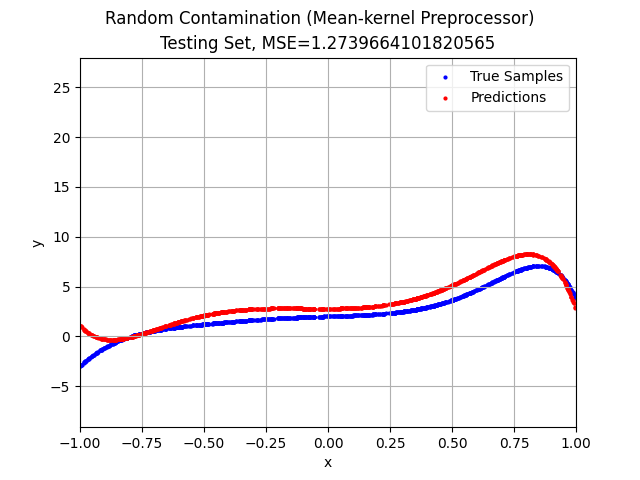 Random Contamination (Mean-kernel Preprocessor)
Testing Set, MSE=1.2739664101820565
True Samples
Predictions
25
20
15
10
5
0
−5
y
−1.00 −0.75 −0.50 −0.25 0.00 0.25 0.50 0.75 1.00
x